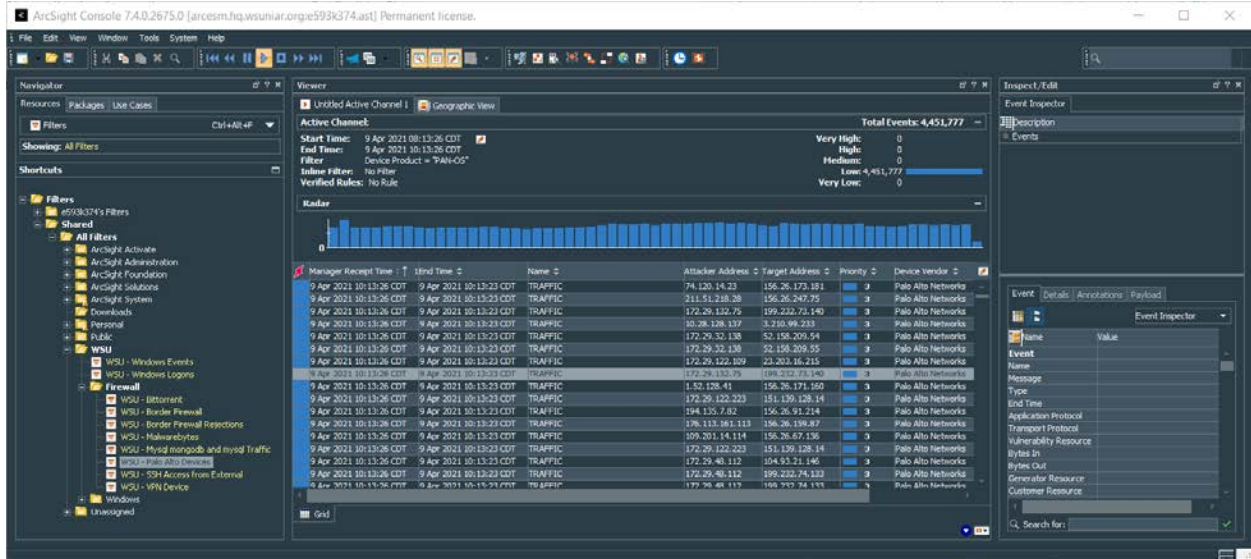 ArcSight Console 7.4.0.2675.0 [arcesm.hq.wsuniar.org:e593k374.ast] Permanent license.
File Edit View Window Tools System Help
Navigator
Resources Packages Use Cases
Filters Ctrl+Alt+F
Showing: All Filters
Shortcuts
Filters
e593k374's Filters
Shared
All Filters
ArcSight Activate
ArcSight Administration
ArcSight Foundation
ArcSight Solutions
ArcSight System
Downloads
Personal
Public
WSU
WSU - Windows Events
WSU - Windows Logons
Firewall
WSU - Bittorrent
WSU - Border Firewall
WSU - Border Firewall Rejections
WSU - Malwarebytes
WSU - Mysql mongodb and mysql Traffic
WSU - Palo Alto Devices
WSU - SSH Access from External
WSU - VPN Device
Windows
Unassigned
Viewer
Untitled Active Channel 1 Geographic View
Active Channel: Total Events: 4,451,777
Start Time: 9 Apr 2021 08:13:26 CDT Very High: 0
End Time: 9 Apr 2021 10:13:26 CDT High: 0
Filter Device Product = "PAN-OS" Medium: 0
Inline Filter: No Filter Low: 4,451,777
Verified Rules: No Rule Very Low: 0
Radar
0
Manager Receipt Time End Time Name Attacker Address Target Address Priority Device Vendor
9 Apr 2021 10:13:26 CDT 9 Apr 2021 10:13:23 CDT TRAFFIC 74.120.14.23 156.26.173.181 3 Palo Alto Networks
9 Apr 2021 10:13:26 CDT 9 Apr 2021 10:13:23 CDT TRAFFIC 211.51.218.28 156.26.247.75 3 Palo Alto Networks
9 Apr 2021 10:13:26 CDT 9 Apr 2021 10:13:23 CDT TRAFFIC 172.29.132.75 199.232.73.140 3 Palo Alto Networks
9 Apr 2021 10:13:26 CDT 9 Apr 2021 10:13:23 CDT TRAFFIC 10.28.128.137 3.210.99.233 3 Palo Alto Networks
9 Apr 2021 10:13:26 CDT 9 Apr 2021 10:13:23 CDT TRAFFIC 172.29.32.138 52.158.209.54 3 Palo Alto Networks
9 Apr 2021 10:13:26 CDT 9 Apr 2021 10:13:23 CDT TRAFFIC 172.29.32.138 52.158.209.55 3 Palo Alto Networks
9 Apr 2021 10:13:26 CDT 9 Apr 2021 10:13:23 CDT TRAFFIC 172.29.122.109 23.203.16.215 3 Palo Alto Networks
9 Apr 2021 10:13:26 CDT 9 Apr 2021 10:13:23 CDT TRAFFIC 172.29.132.75 199.232.73.140 3 Palo Alto Networks
9 Apr 2021 10:13:26 CDT 9 Apr 2021 10:13:23 CDT TRAFFIC 1.52.128.41 156.26.171.160 3 Palo Alto Networks
9 Apr 2021 10:13:26 CDT 9 Apr 2021 10:13:23 CDT TRAFFIC 172.29.122.223 151.139.128.14 3 Palo Alto Networks
9 Apr 2021 10:13:26 CDT 9 Apr 2021 10:13:23 CDT TRAFFIC 194.135.7.82 156.26.91.214 3 Palo Alto Networks
9 Apr 2021 10:13:26 CDT 9 Apr 2021 10:13:23 CDT TRAFFIC 176.113.161.113 156.26.159.87 3 Palo Alto Networks
9 Apr 2021 10:13:26 CDT 9 Apr 2021 10:13:23 CDT TRAFFIC 109.201.14.114 156.26.67.136 3 Palo Alto Networks
9 Apr 2021 10:13:26 CDT 9 Apr 2021 10:13:23 CDT TRAFFIC 172.29.122.223 151.139.128.14 3 Palo Alto Networks
9 Apr 2021 10:13:26 CDT 9 Apr 2021 10:13:23 CDT TRAFFIC 172.29.48.112 104.93.21.146 3 Palo Alto Networks
9 Apr 2021 10:13:26 CDT 9 Apr 2021 10:13:23 CDT TRAFFIC 172.29.48.112 199.232.74.133 3 Palo Alto Networks
9 Apr 2021 10:13:26 CDT 9 Apr 2021 10:13:23 CDT TRAFFIC 172.29.48.112 199.232.74.133 3 Palo Alto Networks
Grid
Inspect/Edit
Event Inspector
Description
Events
Event Details Annotations Payload
Event Inspector
Name Value
Event
Name
Message
Type
End Time
Application Protocol
Transport Protocol
Vulnerability Resource
Bytes In
Bytes Out
Generator Resource
Customer Resource
Search for: